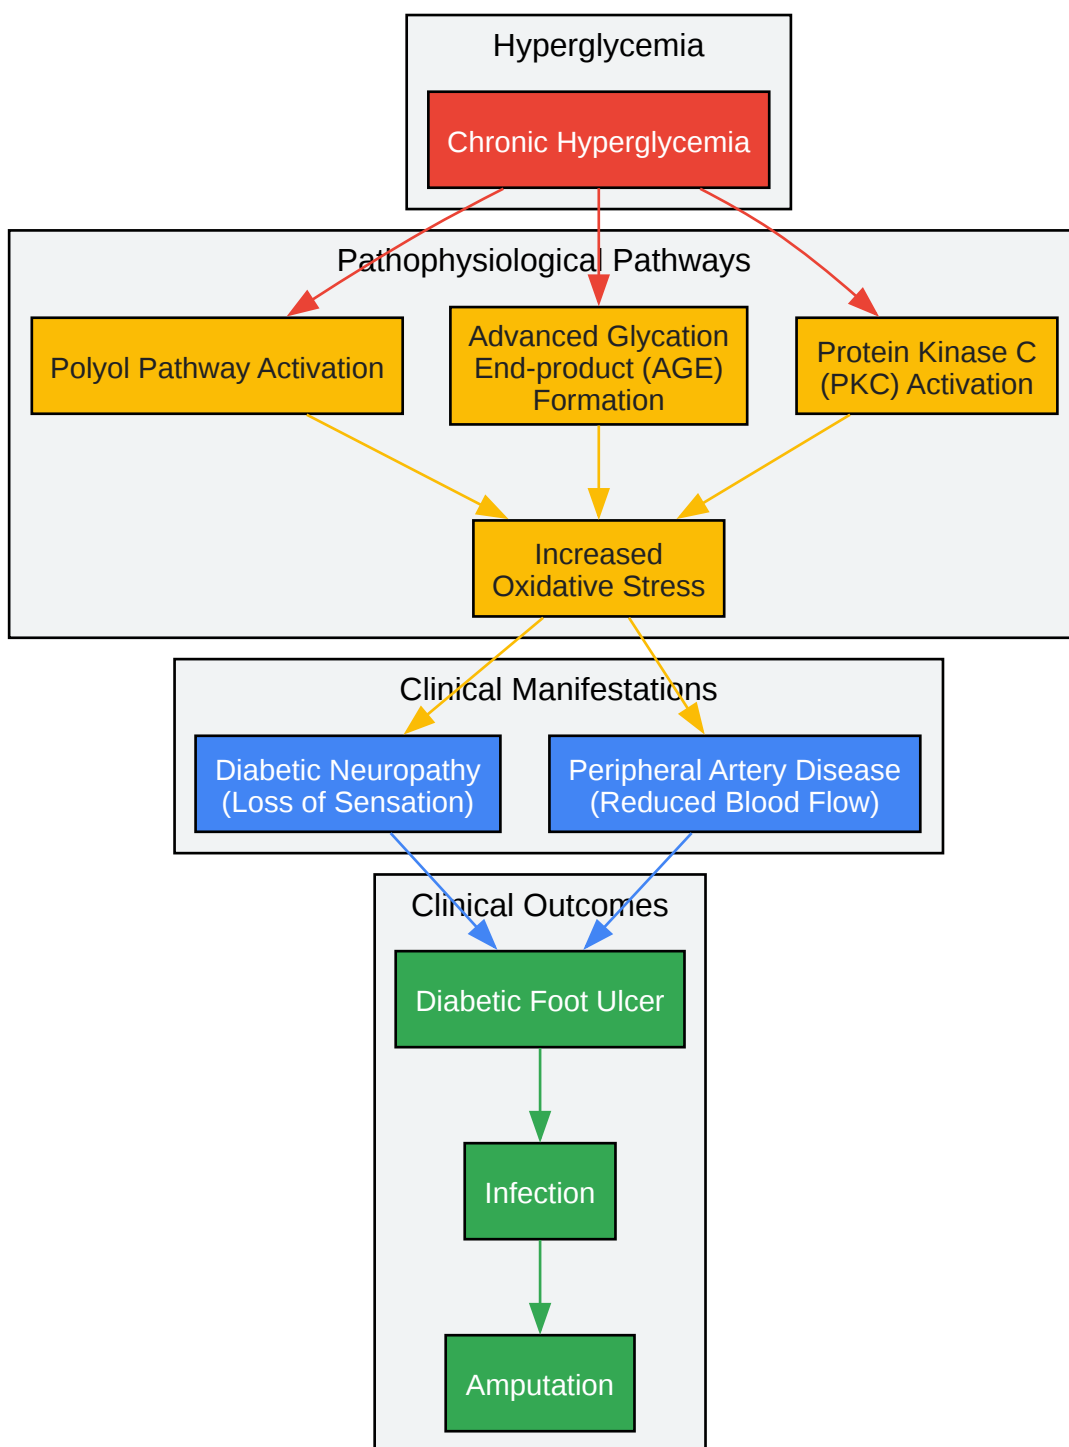 Hyperglycemia
Chronic Hyperglycemia
Pathophysiological Pathways
Polyol Pathway Activation
Advanced Glycation
End-product (AGE)
Formation
Protein Kinase C
(PKC) Activation
Increased
Oxidative Stress
Clinical Manifestations
Diabetic Neuropathy
(Loss of Sensation)
Peripheral Artery Disease
(Reduced Blood Flow)
Clinical Outcomes
Diabetic Foot Ulcer
Infection
Amputation